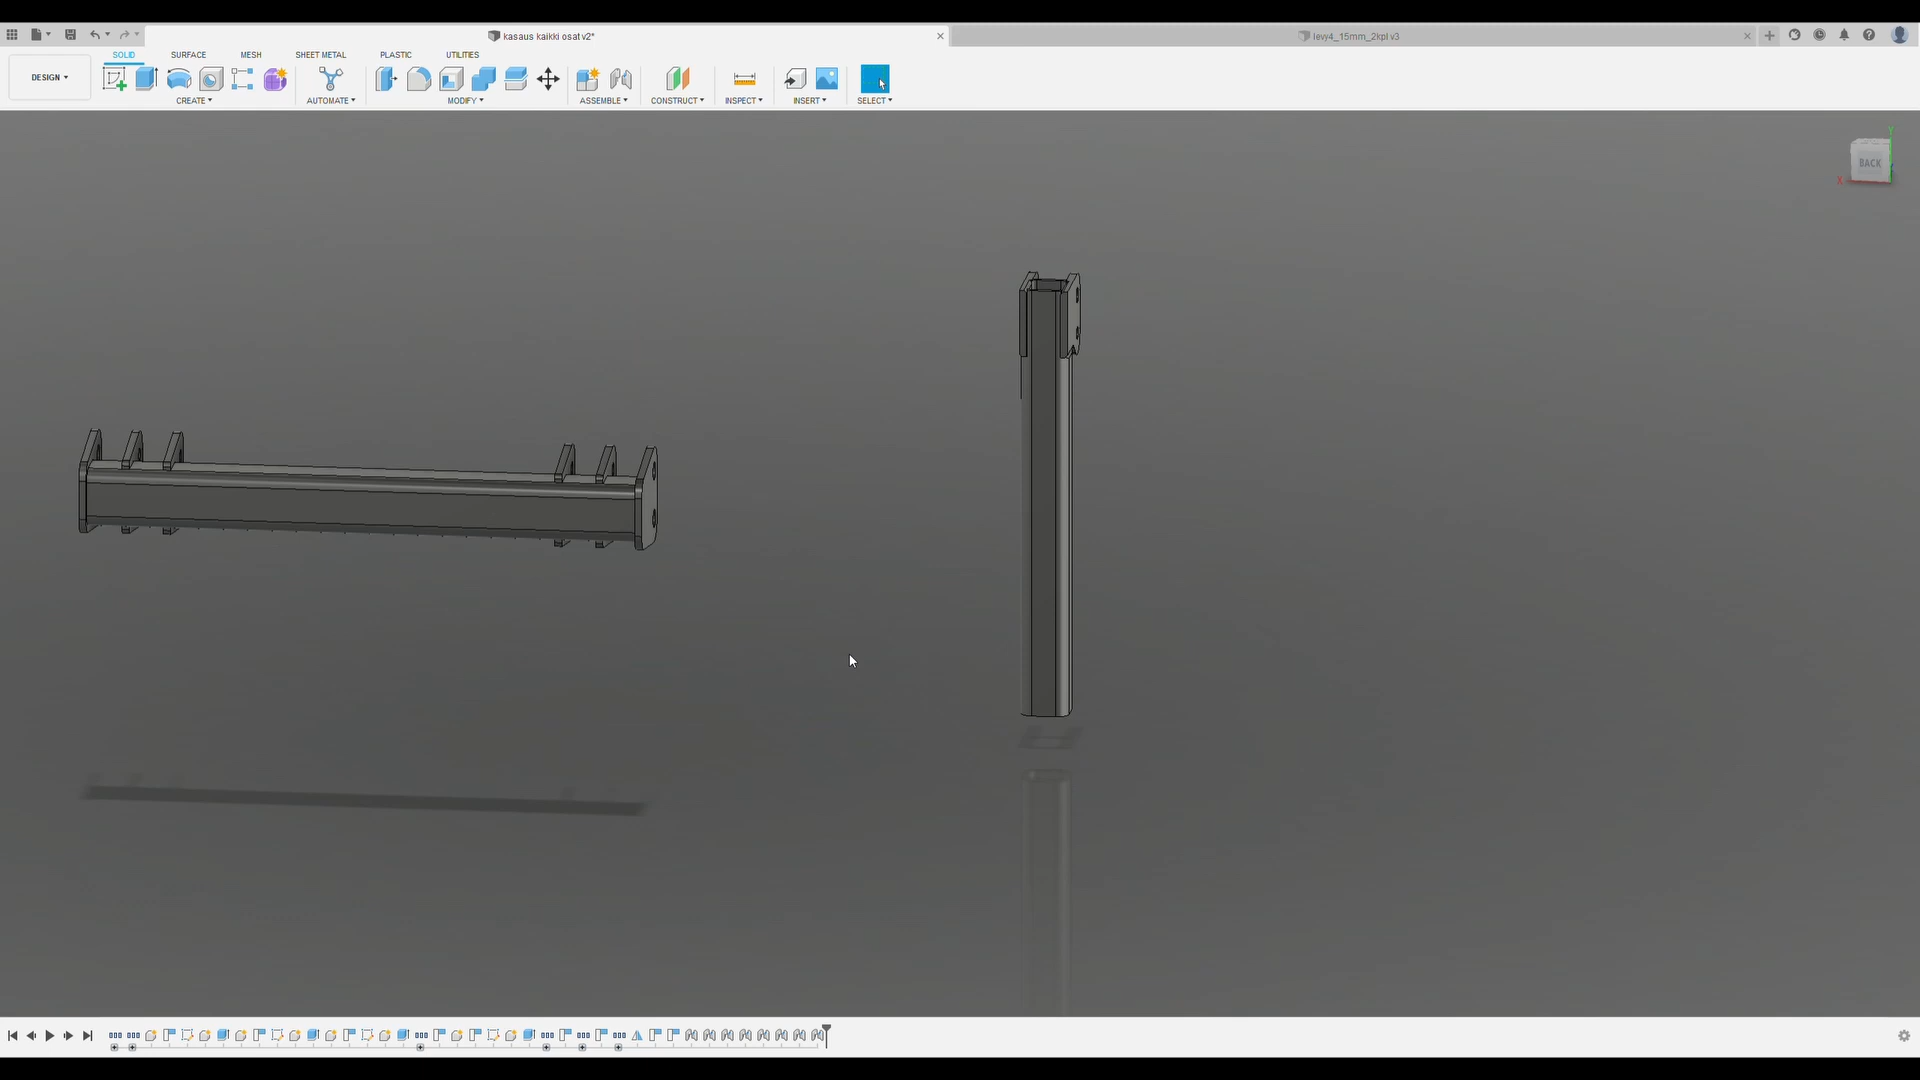 kasaus kaikki osat v2*
levy4_15mm_2kpl v3
SOLID SURFACE MESH SHEET METAL PLASTIC UTILITIES
DESIGN
CREATE AUTOMATE MODIFY ASSEMBLE CONSTRUCT INSPECT INSERT SELECT
Y
BACK
X